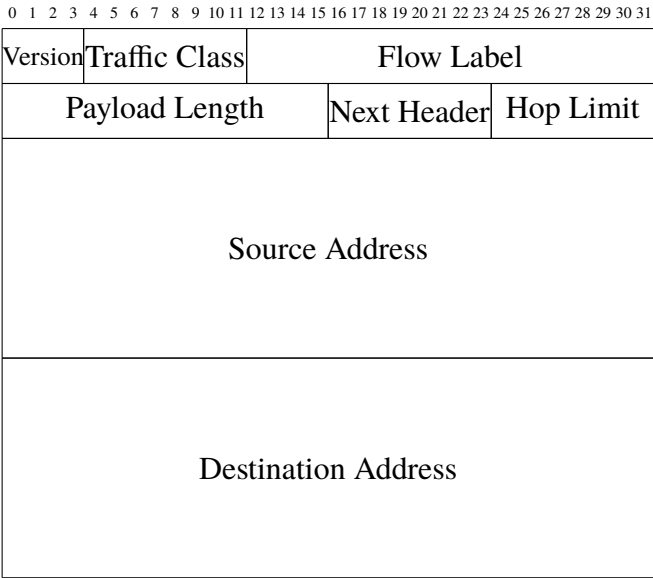 0 1 2 3 4 5 6 7 8 9 10 11 12 13 14 15 16 17 18 19 20 21 22 23 24 25 26 27 28 29 30 31
Version Traffic Class Flow Label
Payload Length Next Header Hop Limit
Source Address
Destination Address